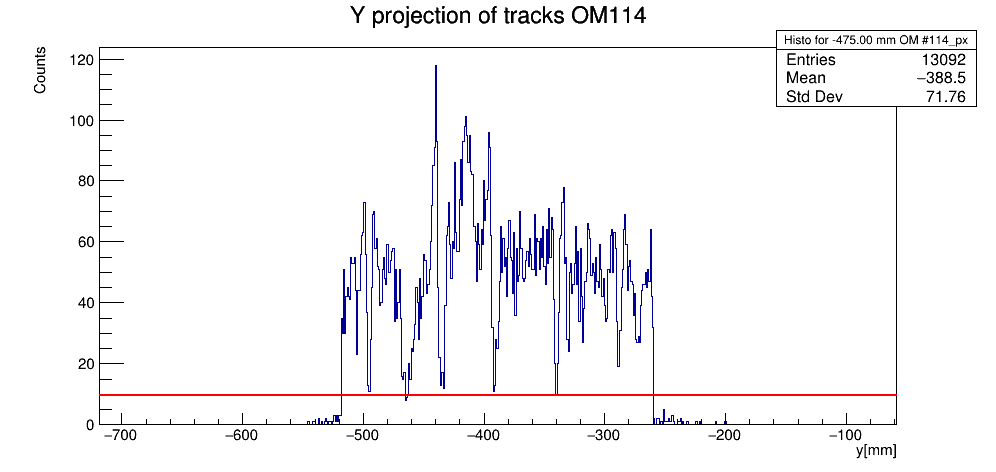 Y projection of tracks OM114
Histo for -475.00 mm OM #114_px
Entries 13092
Mean −388.5
Std Dev 71.76
Counts
120
100
80
60
40
20
0
−700 −600 −500 −400 −300 −200 −100
y[mm]